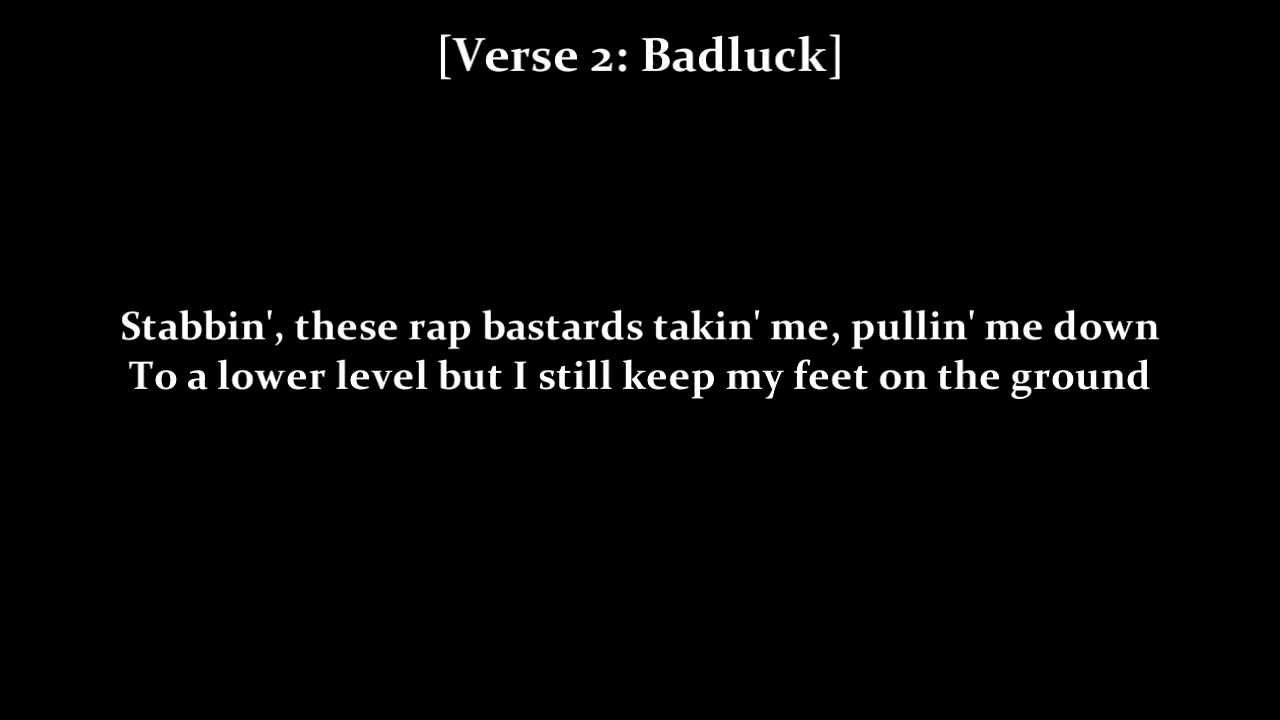 [Verse 2: Badluck]
Stabbin', these rap bastards takin' me, pullin' me down
To a lower level but I still keep my feet on the ground